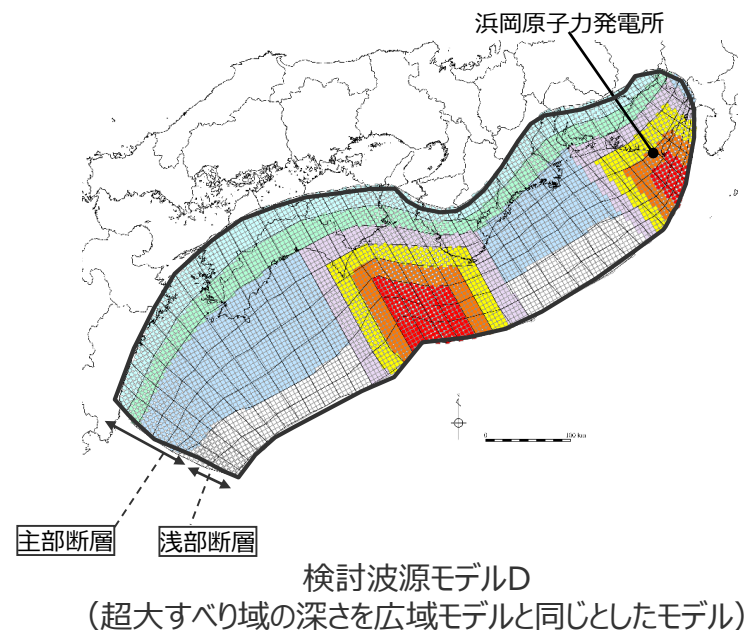 浜岡原子力発電所
0
100 km
主部断層
浅部断層
検討波源モデルD
（超大すべり域の深さを広域モデルと同じとしたモデル）